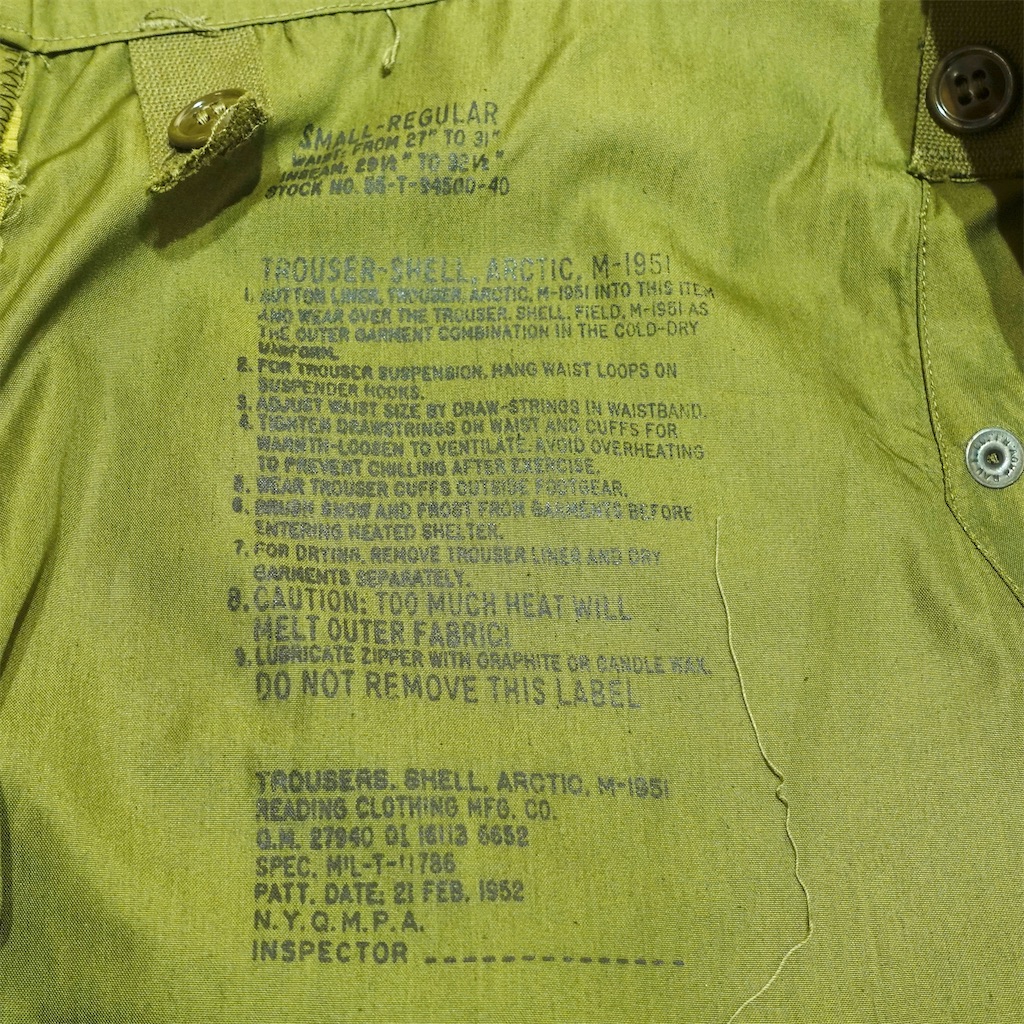 SMALL-REGULAR
WAIST: FROM 27" TO 31"
INSEAM: 29½" TO 32½"
STOCK NO. 55-T-34500-40
TROUSER-SHELL, ARCTIC, M-1951
1. BUTTON LINER, TROUSER, ARCTIC, M-1951 INTO THIS ITEM
AND WEAR OVER THE TROUSER, SHELL, FIELD, M-1951 AS
THE OUTER GARMENT COMBINATION IN THE COLD-DRY
UNIFORM.
2. FOR TROUSER SUSPENSION, HANG WAIST LOOPS ON
SUSPENDER HOOKS.
3. ADJUST WAIST SIZE BY DRAW-STRINGS IN WAISTBAND.
4. TIGHTEN DRAWSTRINGS ON WAIST AND CUFFS FOR
WARMTH-LOOSEN TO VENTILATE. AVOID OVERHEATING
TO PREVENT CHILLING AFTER EXERCISE.
5. WEAR TROUSER CUFFS OUTSIDE FOOTGEAR.
6. BRUSH SNOW AND FROST FROM GARMENTS BEFORE
ENTERING HEATED SHELTER.
7. FOR DRYING, REMOVE TROUSER LINER AND DRY
GARMENTS SEPARATELY.
8. CAUTION: TOO MUCH HEAT WILL
MELT OUTER FABRIC!
9. LUBRICATE ZIPPER WITH GRAPHITE OR CANDLE WAX.
DO NOT REMOVE THIS LABEL
TROUSERS, SHELL, ARCTIC, M-1951
READING CLOTHING MFG. CO.
Q.M. 27940 OI 16113 6652
SPEC. MIL-T-11786
PATT. DATE: 21 FEB. 1952
N.Y.Q.M.P.A.
INSPECTOR